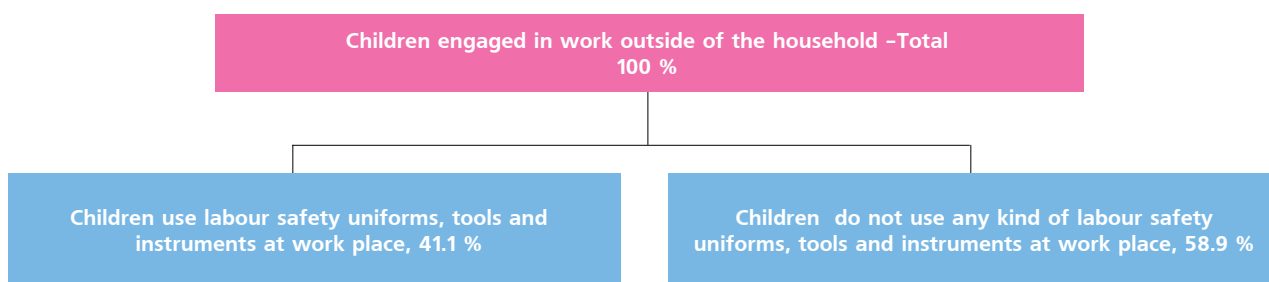 Children engaged in work outside of the household –Total
100 %
Children use labour safety uniforms, tools and
instruments at work place, 41.1 %
Children do not use any kind of labour safety
uniforms, tools and instruments at work place, 58.9 %